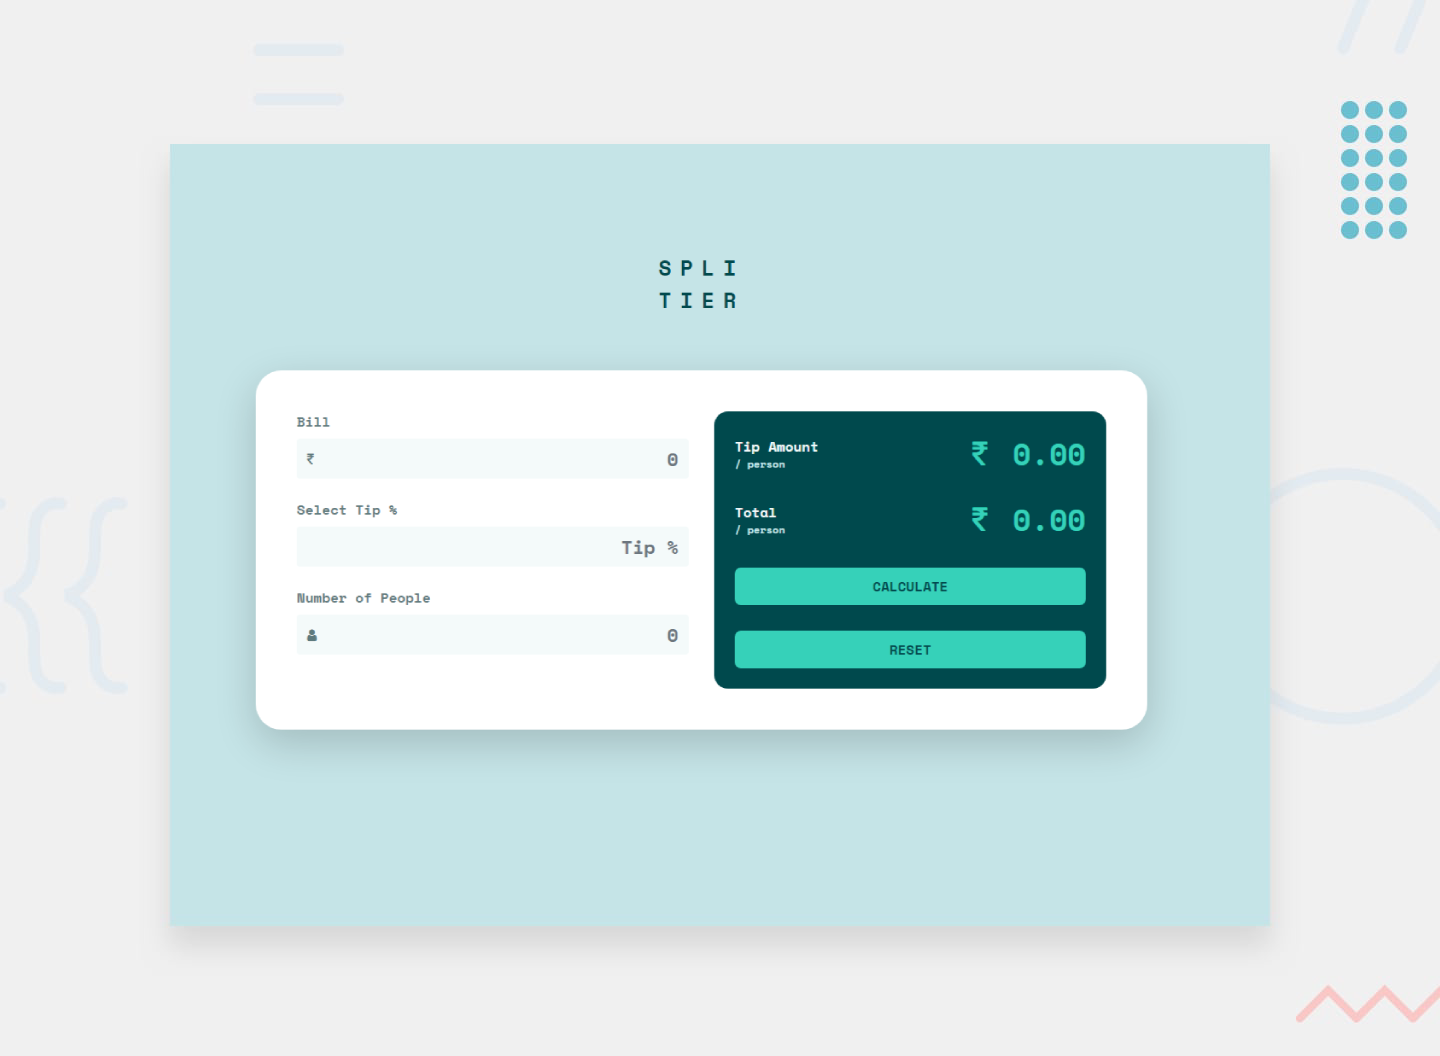 SPLI
TIER
Bill
₹ 0
Select Tip %
Tip %
Number of People
0
Tip Amount
/ person
₹ 0.00
Total
/ person
₹ 0.00
CALCULATE
RESET